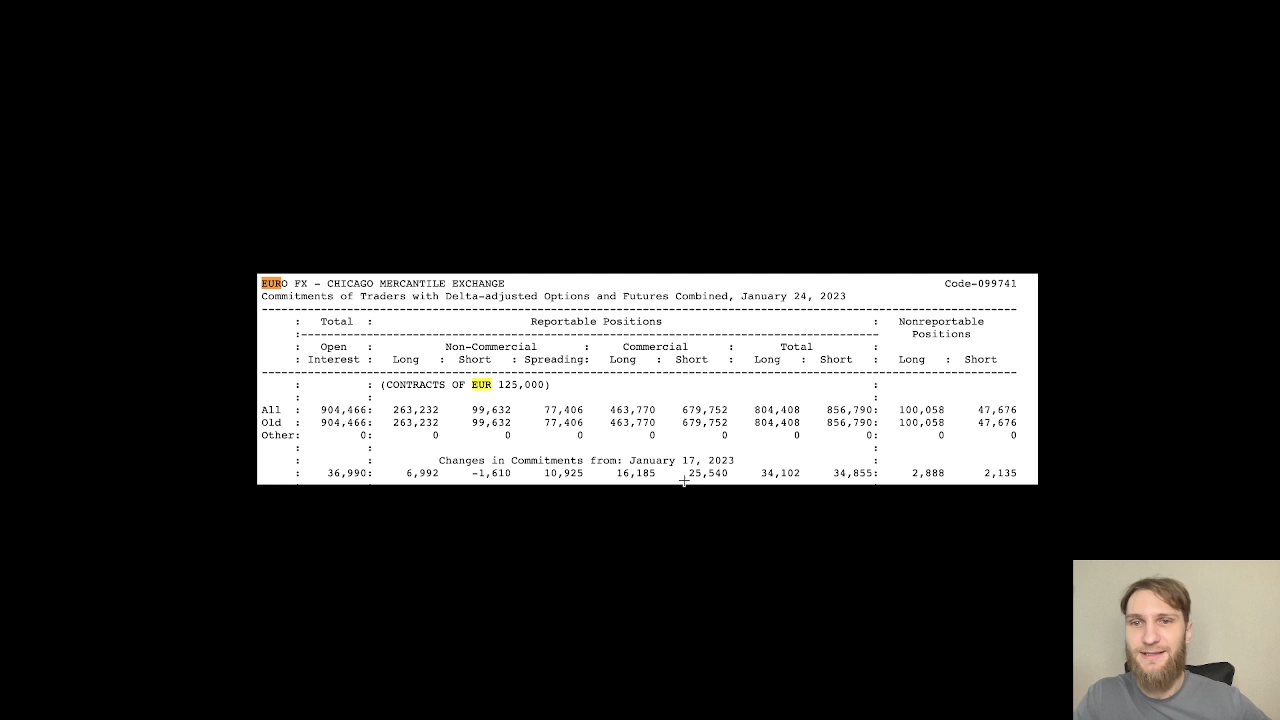 EURO FX - CHICAGO MERCANTILE EXCHANGE Code-099741
Commitments of Traders with Delta-adjusted Options and Futures Combined, January 24, 2023
: Total : Reportable Positions : Nonreportable
Positions
: Open Non-Commercial : Commercial : Total :
: Interest : Long : Short : Spreading: Long : Short : Long : Short : Long : Short
: : (CONTRACTS OF EUR 125,000) :
: : :
All : 904,466: 263,232 99,632 77,406 463,770 679,752 804,408 856,790: 100,058 47,676
Old : 904,466: 263,232 99,632 77,406 463,770 679,752 804,408 856,790: 100,058 47,676
Other: 0: 0 0 0 0 0 0 0: 0 0
: : :
: : Changes in Commitments from: January 17, 2023 :
: 36,990: 6,992 -1,610 10,925 16,185 25,540 34,102 34,855: 2,888 2,135